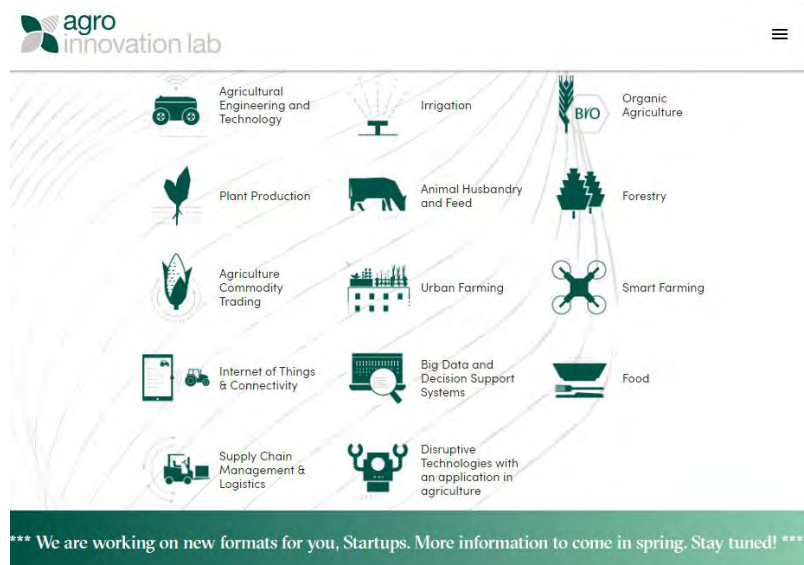 agro
innovation lab
Agricultural
Engineering and
Technology
Irrigation
BIO
Organic
Agriculture
Plant Production
Animal Husbandry
and Feed
Forestry
Agriculture
Commodity
Trading
Urban Farming
Smart Farming
Internet of Things
& Connectivity
Big Data and
Decision Support
Systems
Food
Supply Chain
Management &
Logistics
Disruptive
Technologies with
an application in
agriculture
*** We are working on new formats for you, Startups. More information to come in spring. Stay tuned! ***